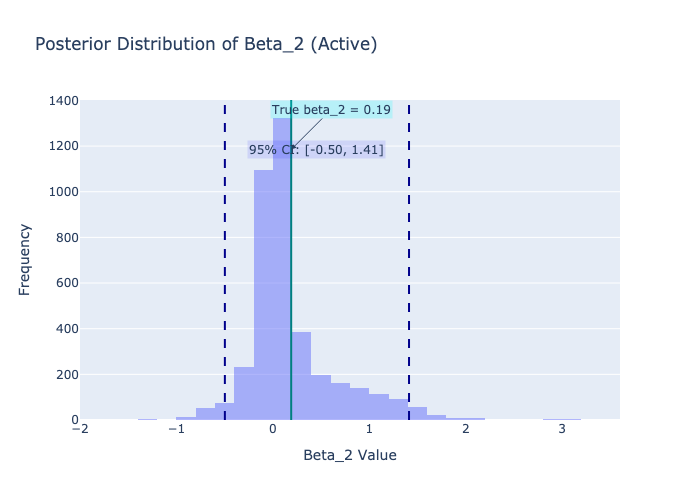 Posterior Distribution of Beta_2 (Active)
1400
1200
1000
800
600
400
200
0
Frequency
True beta_2 = 0.19
95% CI: [-0.50, 1.41]
−2
−1
0
1
2
3
Beta_2 Value